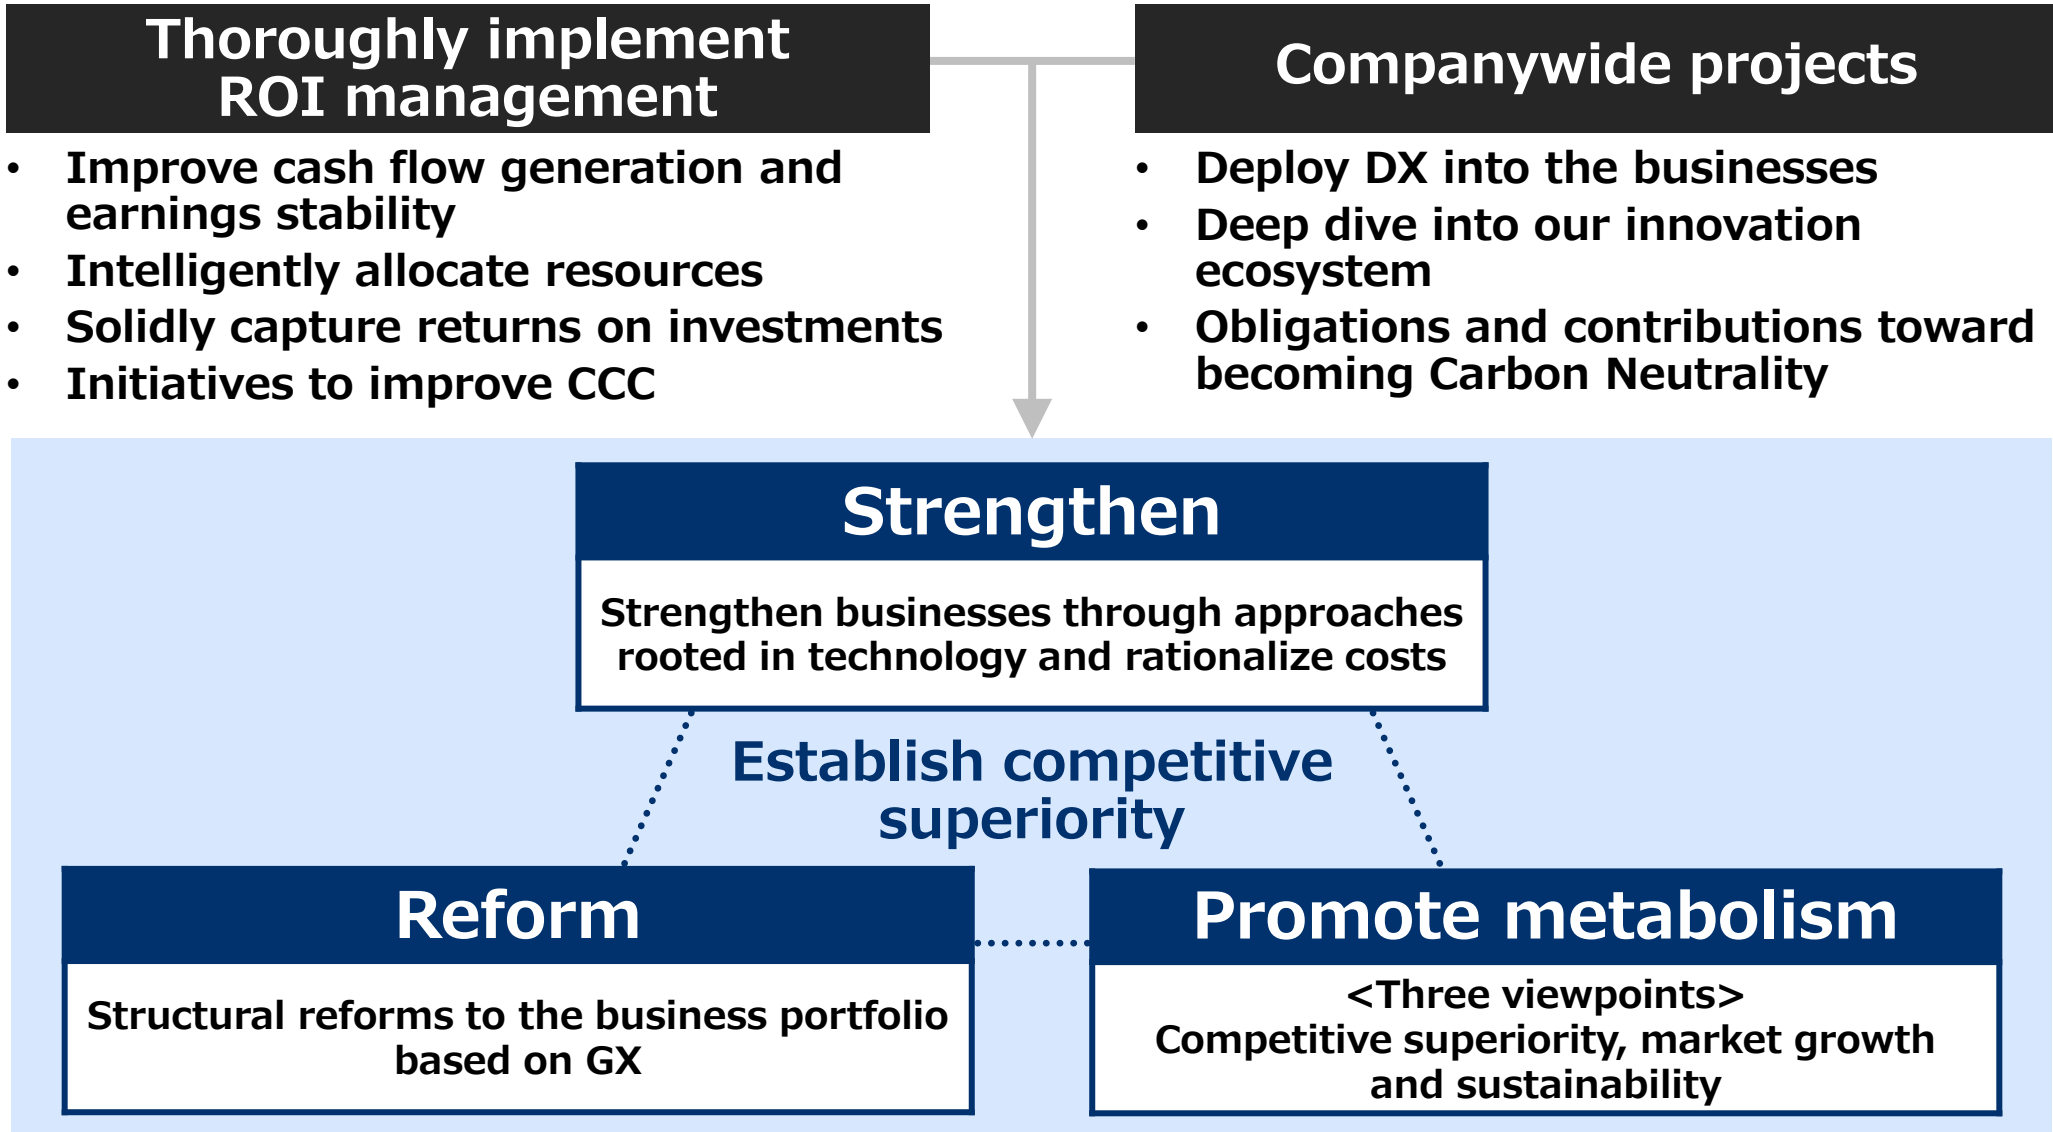 Thoroughly implement
ROI management
• Improve cash flow generation and
earnings stability
• Intelligently allocate resources
• Solidly capture returns on investments
• Initiatives to improve CCC
Companywide projects
• Deploy DX into the businesses
• Deep dive into our innovation
ecosystem
• Obligations and contributions toward
becoming Carbon Neutrality
Strengthen
Strengthen businesses through approaches
rooted in technology and rationalize costs
Establish competitive
superiority
Reform
Structural reforms to the business portfolio
based on GX
Promote metabolism
<Three viewpoints>
Competitive superiority, market growth
and sustainability